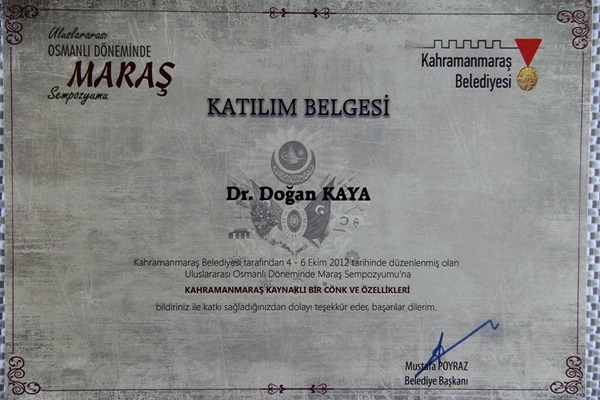 Uluslararası
OSMANLI DÖNEMİNDE
MARAŞ
Sempozyumu
Kahramanmaraş
Belediyesi
KATILIM BELGESİ
Dr. Doğan KAYA
Kahramanmaraş Belediyesi tarafından 4 - 6 Ekim 2012 tarihinde düzenlenmiş olan
Uluslararası Osmanlı Döneminde Maraş Sempozyumu'na
KAHRAMANMARAŞ KAYNAKLI BİR CÖNK VE ÖZELLİKLERİ
bildiriniz ile katkı sağladığınızdan dolayı teşekkür eder, başarılar dilerim.
Mustafa POYRAZ
Belediye Başkanı